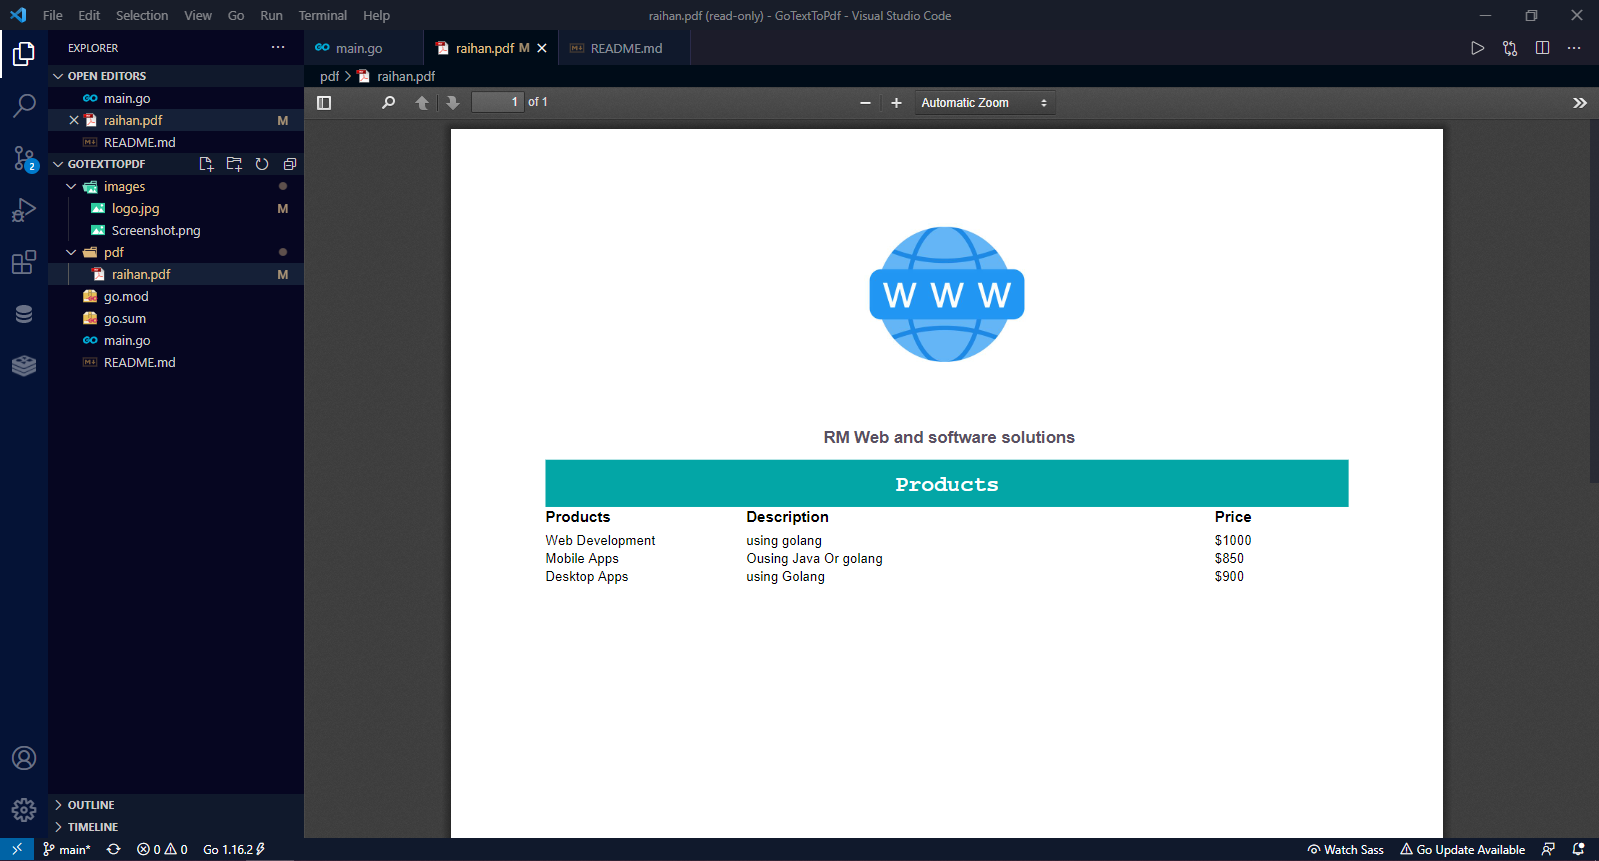 File Edit Selection View Go Run Terminal Help
raihan.pdf (read-only) - GoTextToPdf - Visual Studio Code
EXPLORER
main.go
raihan.pdf M
README.md
OPEN EDITORS
main.go
raihan.pdf M
README.md
GOTEXTTOPDF
images
logo.jpg M
Screenshot.png
pdf
raihan.pdf M
go.mod
go.sum
main.go
README.md
OUTLINE
TIMELINE
pdf raihan.pdf
1 of 1
Automatic Zoom
W W W
RM Web and software solutions
Products
Products Description Price
Web Development using golang $1000
Mobile Apps Ousing Java Or golang $850
Desktop Apps using Golang $900
2
main* 0 0 Go 1.16.2
Watch Sass Go Update Available